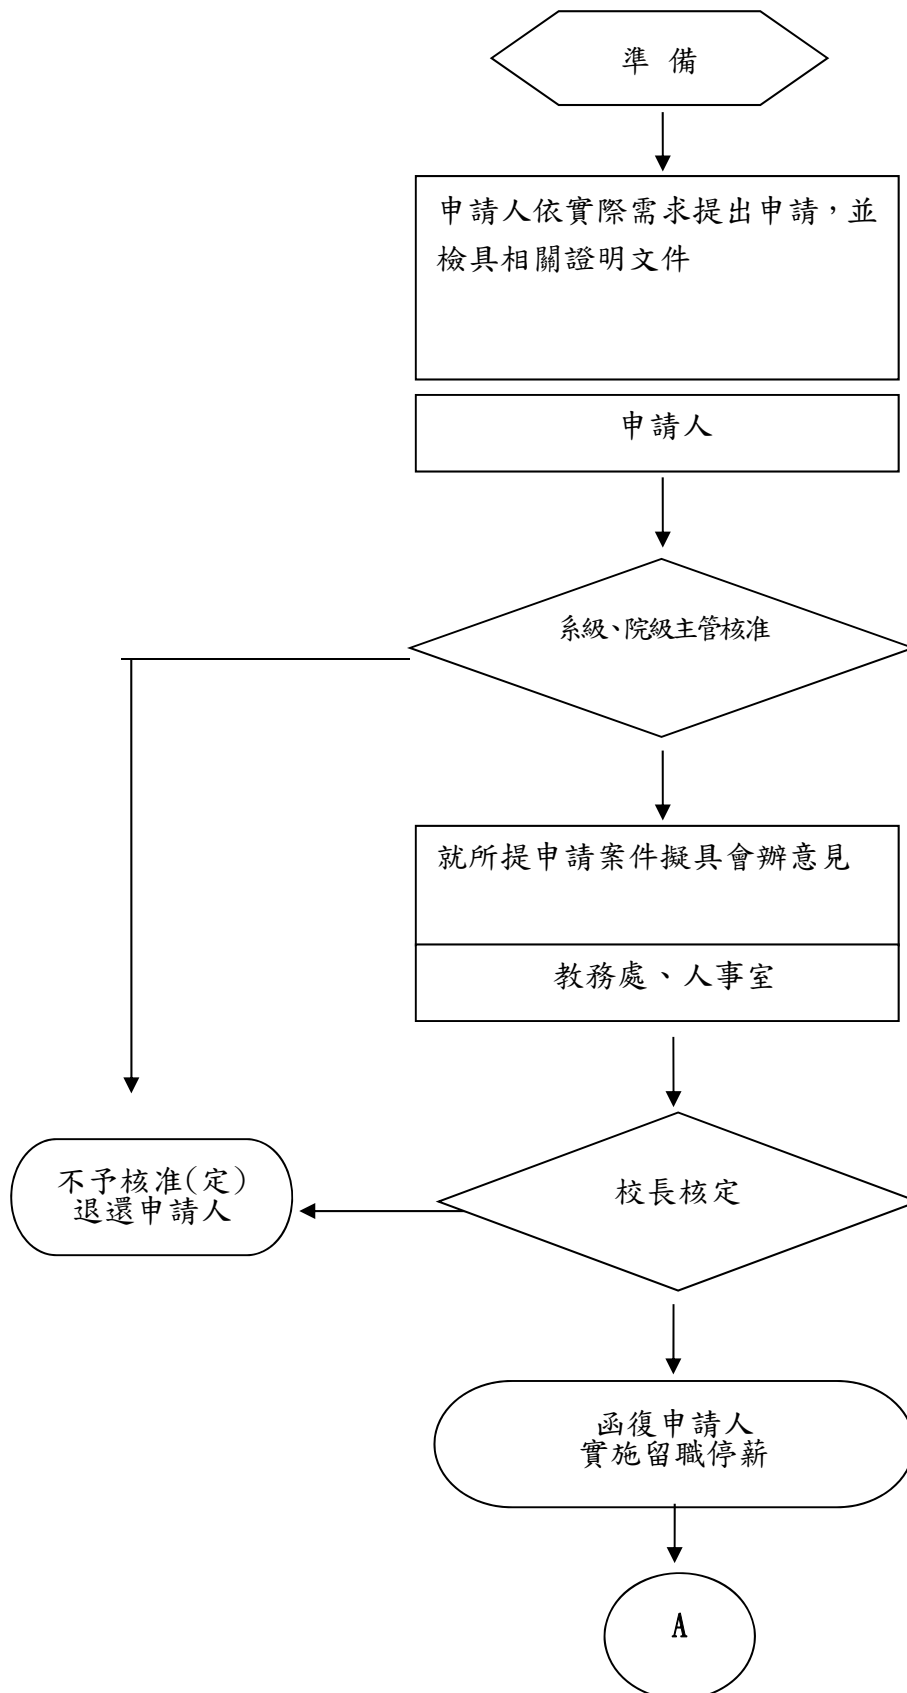 準 備
申請人依實際需求提出申請，並
檢具相關證明文件
申請人
系級、院級主管核准
就所提申請案件擬具會辦意見
教務處、人事室
校長核定
不予核准(定)
退還申請人
函復申請人
實施留職停薪
A